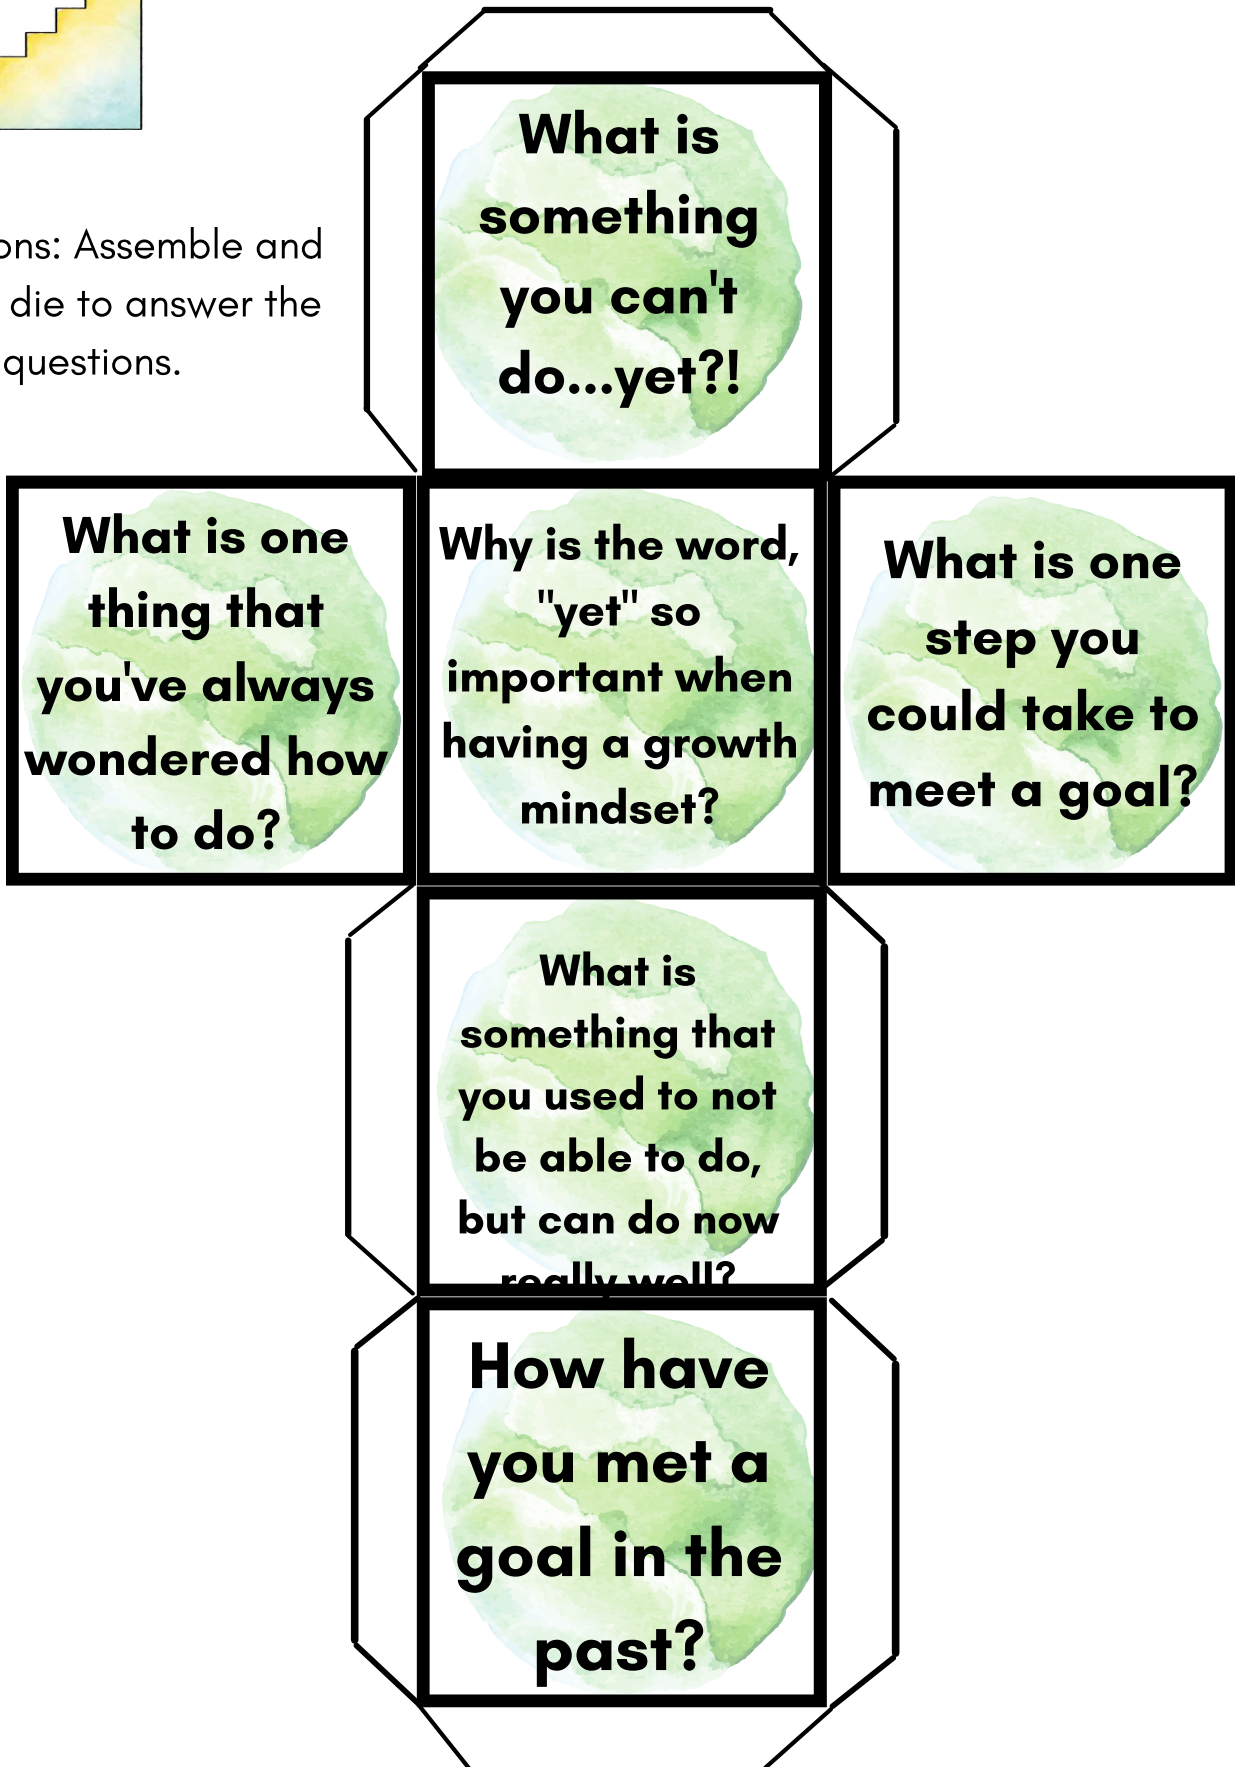 What is
something
you can't
do...yet?!
ons: Assemble and
die to answer the
questions.
What is one
thing that
you've always
wondered how
to do?
Why is the word,
"yet" so
important when
having a growth
mindset?
What is one
step you
could take to
meet a goal?
What is
something that
you used to not
be able to do,
but can do now
really well?
How have
you met a
goal in the
past?